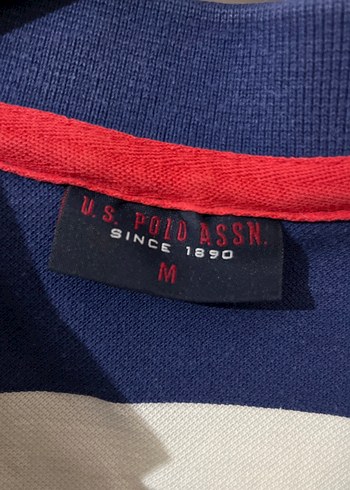 U.S. POLO ASSN.
SINCE 1890
M